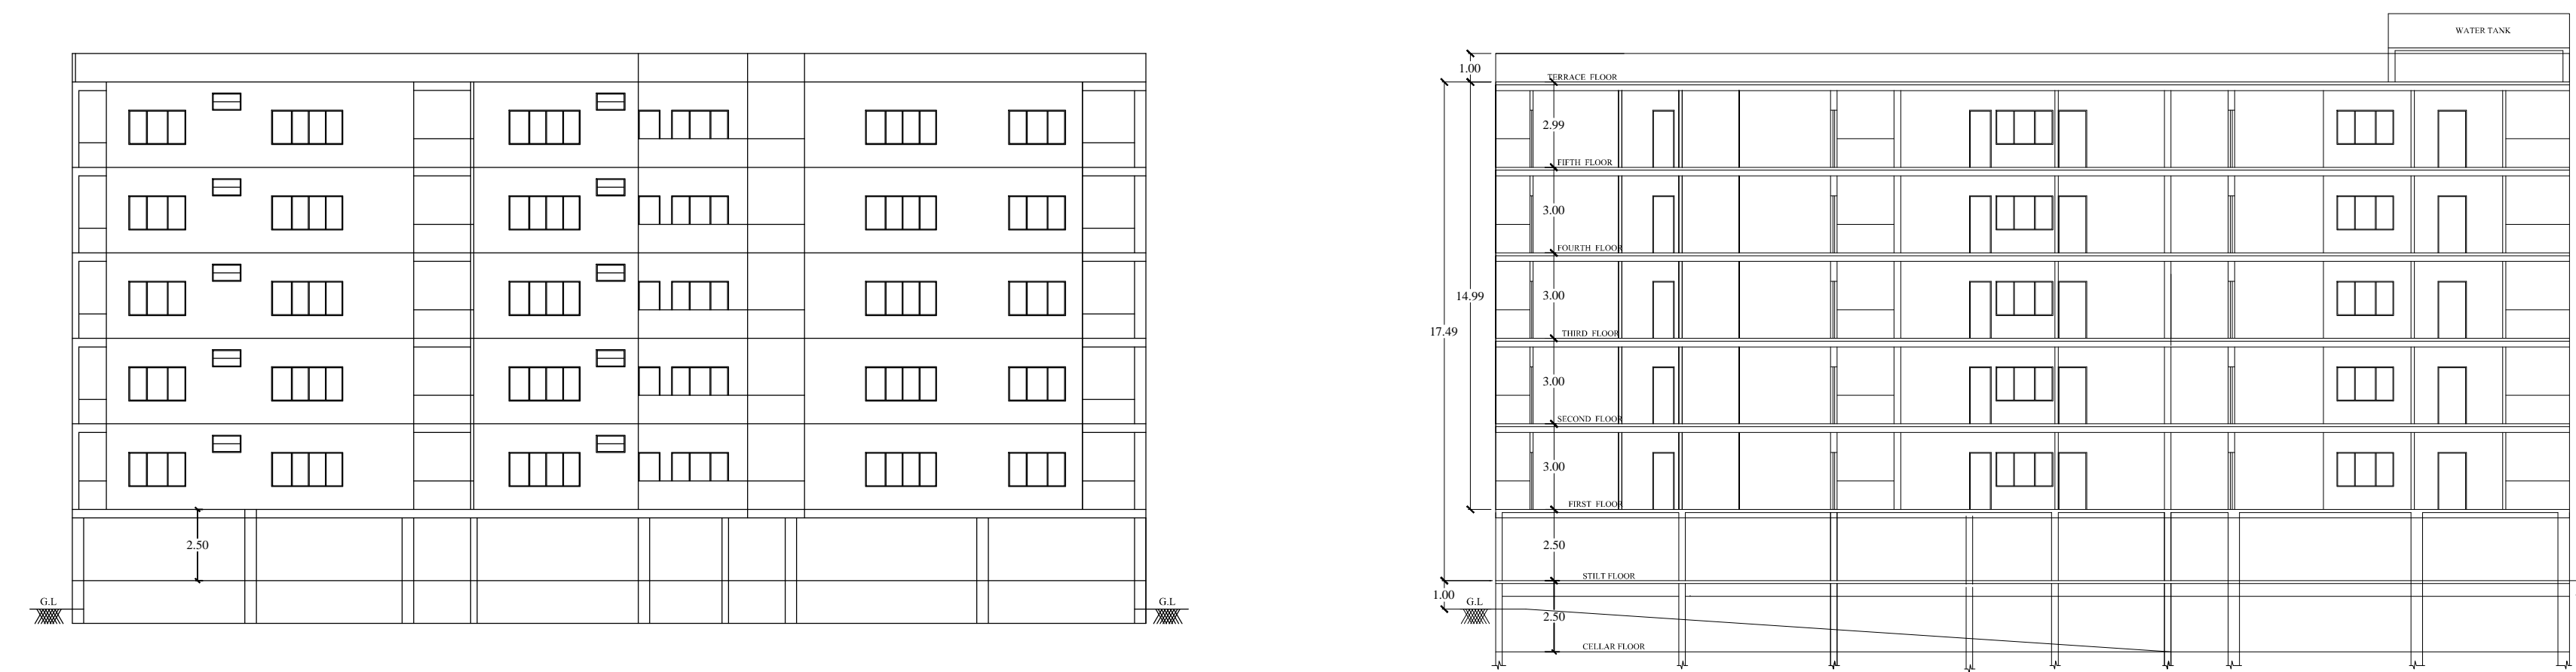 2.50
G.L
G.L
WATER TANK
1.00
TERRACE FLOOR
2.99
FIFTH FLOOR
3.00
FOURTH FLOOR
3.00
14.99
17.49
THIRD FLOOR
3.00
SECOND FLOOR
3.00
FIRST FLOOR
2.50
STILT FLOOR
1.00
G.L
2.50
CELLAR FLOOR